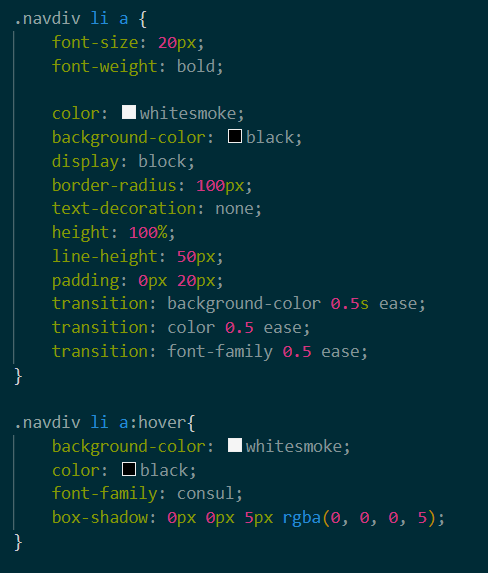 .navdiv li a {
    font-size: 20px;
    font-weight: bold;

    color: whitesmoke;
    background-color: black;
    display: block;
    border-radius: 100px;
    text-decoration: none;
    height: 100%;
    line-height: 50px;
    padding: 0px 20px;
    transition: background-color 0.5s ease;
    transition: color 0.5 ease;
    transition: font-family 0.5 ease;
}

.navdiv li a:hover{
    background-color: whitesmoke;
    color: black;
    font-family: consul;
    box-shadow: 0px 0px 5px rgba(0, 0, 0, 5);
}